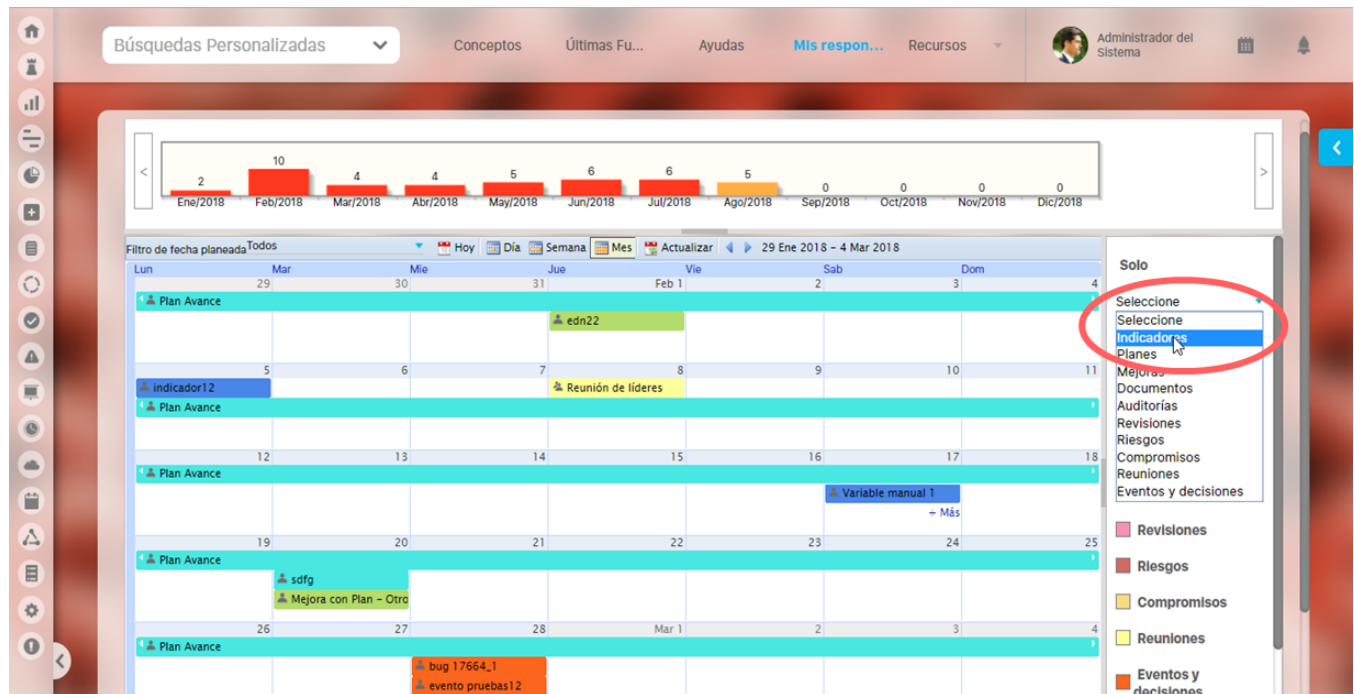 Búsquedas Personalizadas
Conceptos
Últimas Fu...
Ayudas
Mis respon...
Recursos
Administrador del
Sistema
< 2 10 4 4 5 6 6 5 0 0 0 0 >
Ene/2018 Feb/2018 Mar/2018 Abr/2018 May/2018 Jun/2018 Jul/2018 Ago/2018 Sep/2018 Oct/2018 Nov/2018 Dic/2018
Filtro de fecha planeada Todos Hoy Día Semana Mes Actualizar 29 Ene 2018 - 4 Mar 2018
Lun Mar Mie Jue Vie Sab Dom
29 30 31 Feb 1 2 3 4
Plan Avance
edn22
5 6 7 8 9 10 11
indicador12 Reunión de líderes
Plan Avance
12 13 14 15 16 17 18
Plan Avance
Variable manual 1
+ Más
19 20 21 22 23 24 25
Plan Avance
sdfg
Mejora con Plan - Otro
26 27 28 Mar 1 2 3 4
Plan Avance
bug 17664_1
evento pruebas12
Solo
Seleccione
Seleccione
Indicadores
Planes
Mejoras
Documentos
Auditorías
Revisiones
Riesgos
Compromisos
Reuniones
Eventos y decisiones
Revisiones
Riesgos
Compromisos
Reuniones
Eventos y
decisiones